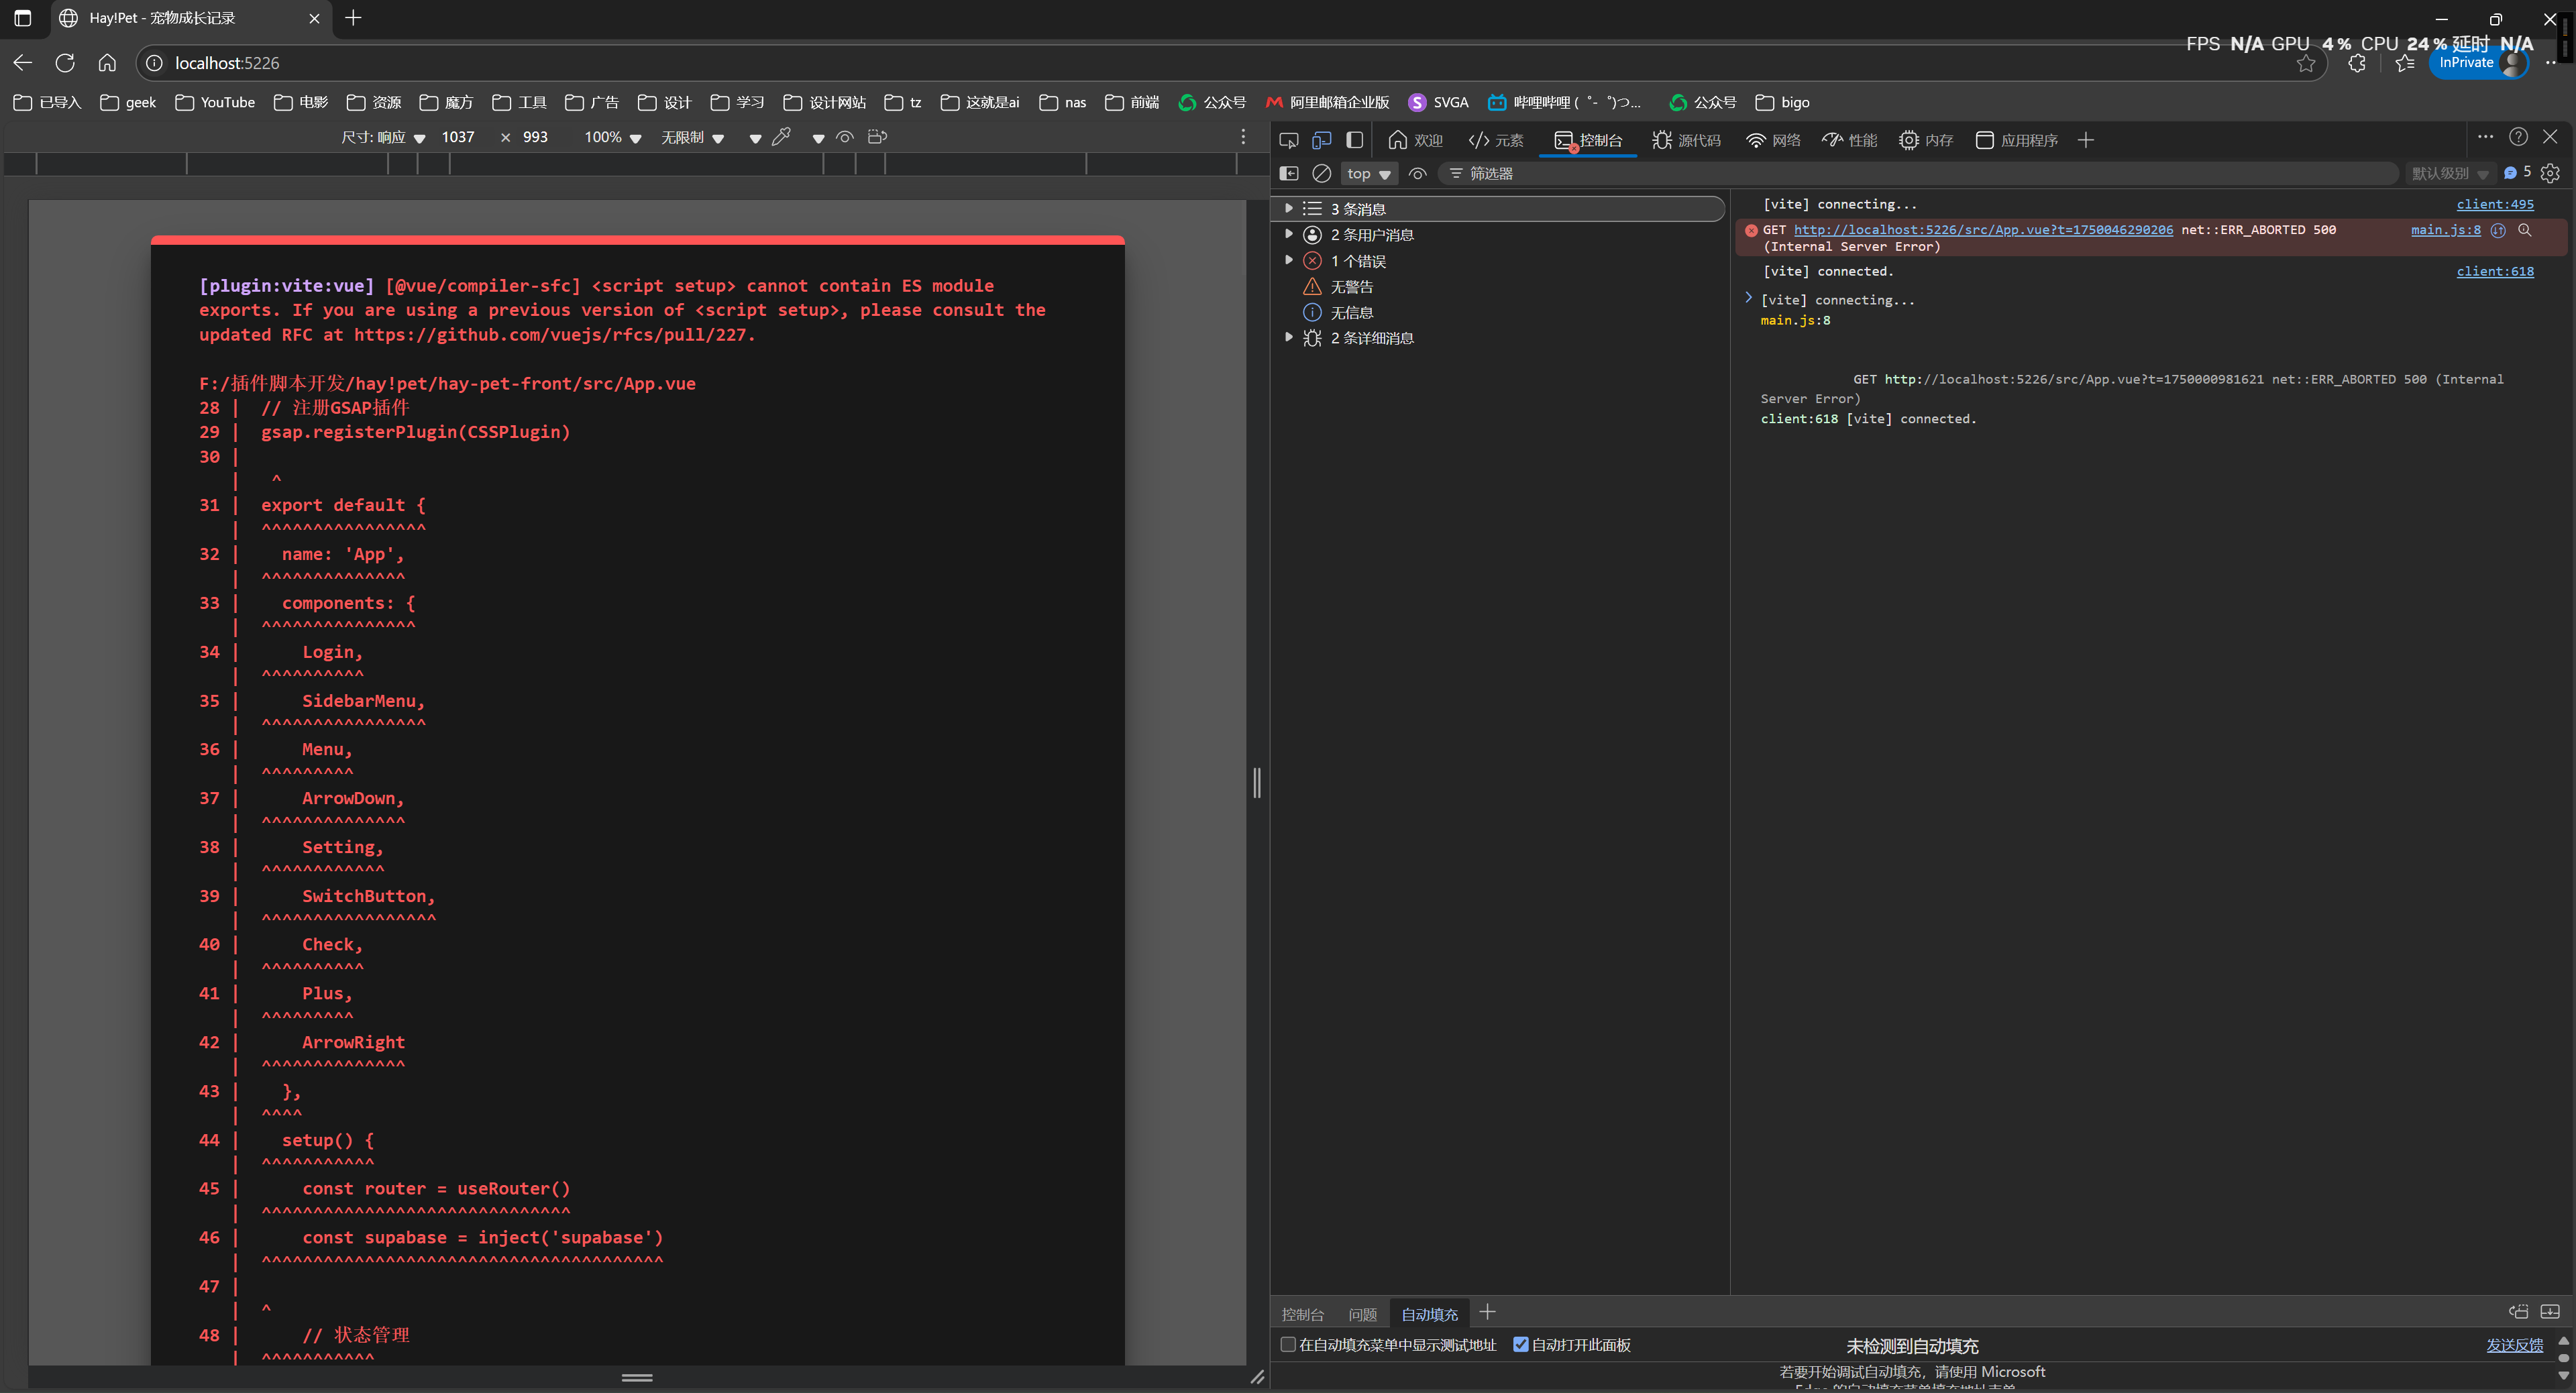 Hay!Pet - 宠物成长记录
FPS N/A GPU 4% CPU 24% 延时 N/A
localhost:5226
InPrivate
已导入 geek YouTube 电影 资源 魔方 工具 广告 设计 学习 设计网站 tz 这就是ai nas 前端 公众号 阿里邮箱企业版 SVGA 哔哩哔哩 (゜-゜)つ... 公众号 bigo
尺寸: 响应 1037 × 993 100% 无限制
欢迎 元素 控制台 源代码 网络 性能 内存 应用程序
top 筛选器 默认级别 5
3 条消息
2 条用户消息
1 个错误
无警告
无信息
2 条详细消息
[vite] connecting... client:495
GET http://localhost:5226/src/App.vue?t=1750046290206 net::ERR_ABORTED 500 main.js:8
(Internal Server Error)
[vite] connected. client:618
[vite] connecting...
main.js:8
GET http://localhost:5226/src/App.vue?t=1750000981621 net::ERR_ABORTED 500 (Internal
Server Error)
client:618 [vite] connected.
[plugin:vite:vue] [@vue/compiler-sfc] <script setup> cannot contain ES module
exports. If you are using a previous version of <script setup>, please consult the
updated RFC at https://github.com/vuejs/rfcs/pull/227.
F:/插件脚本开发/hay!pet/hay-pet-front/src/App.vue
28 | // 注册GSAP插件
29 | gsap.registerPlugin(CSSPlugin)
30 |
| ^
31 | export default {
| ^^^^^^^^^^^^^^^^
32 | name: 'App',
| ^^^^^^^^^^^^^^
33 | components: {
| ^^^^^^^^^^^^^^^
34 | Login,
| ^^^^^^^^^^
35 | SidebarMenu,
| ^^^^^^^^^^^^^^^^
36 | Menu,
| ^^^^^^^^^
37 | ArrowDown,
| ^^^^^^^^^^^^^^
38 | Setting,
| ^^^^^^^^^^^^
39 | SwitchButton,
| ^^^^^^^^^^^^^^^^^
40 | Check,
| ^^^^^^^^^^
41 | Plus,
| ^^^^^^^^^
42 | ArrowRight
| ^^^^^^^^^^^^^^
43 | },
| ^^^^
44 | setup() {
| ^^^^^^^^^^^
45 | const router = useRouter()
| ^^^^^^^^^^^^^^^^^^^^^^^^^^^^^^
46 | const supabase = inject('supabase')
| ^^^^^^^^^^^^^^^^^^^^^^^^^^^^^^^^^^^^^^^
47 |
| ^
48 | // 状态管理
| ^^^^^^^^^^^
控制台 问题 自动填充
在自动填充菜单中显示测试地址 自动打开此面板 未检测到自动填充 发送反馈
若要开始调试自动填充，请使用 Microsoft